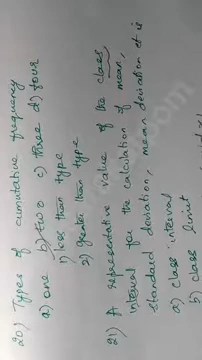 20) Types of cumulative frequency
a) one b) two c) three d) four
1) less than type
2) greater than type
21) A representative value of the class
interval for the calculation of mean,
standard deviation, mean deviation etc is
a) class interval
b) class limit